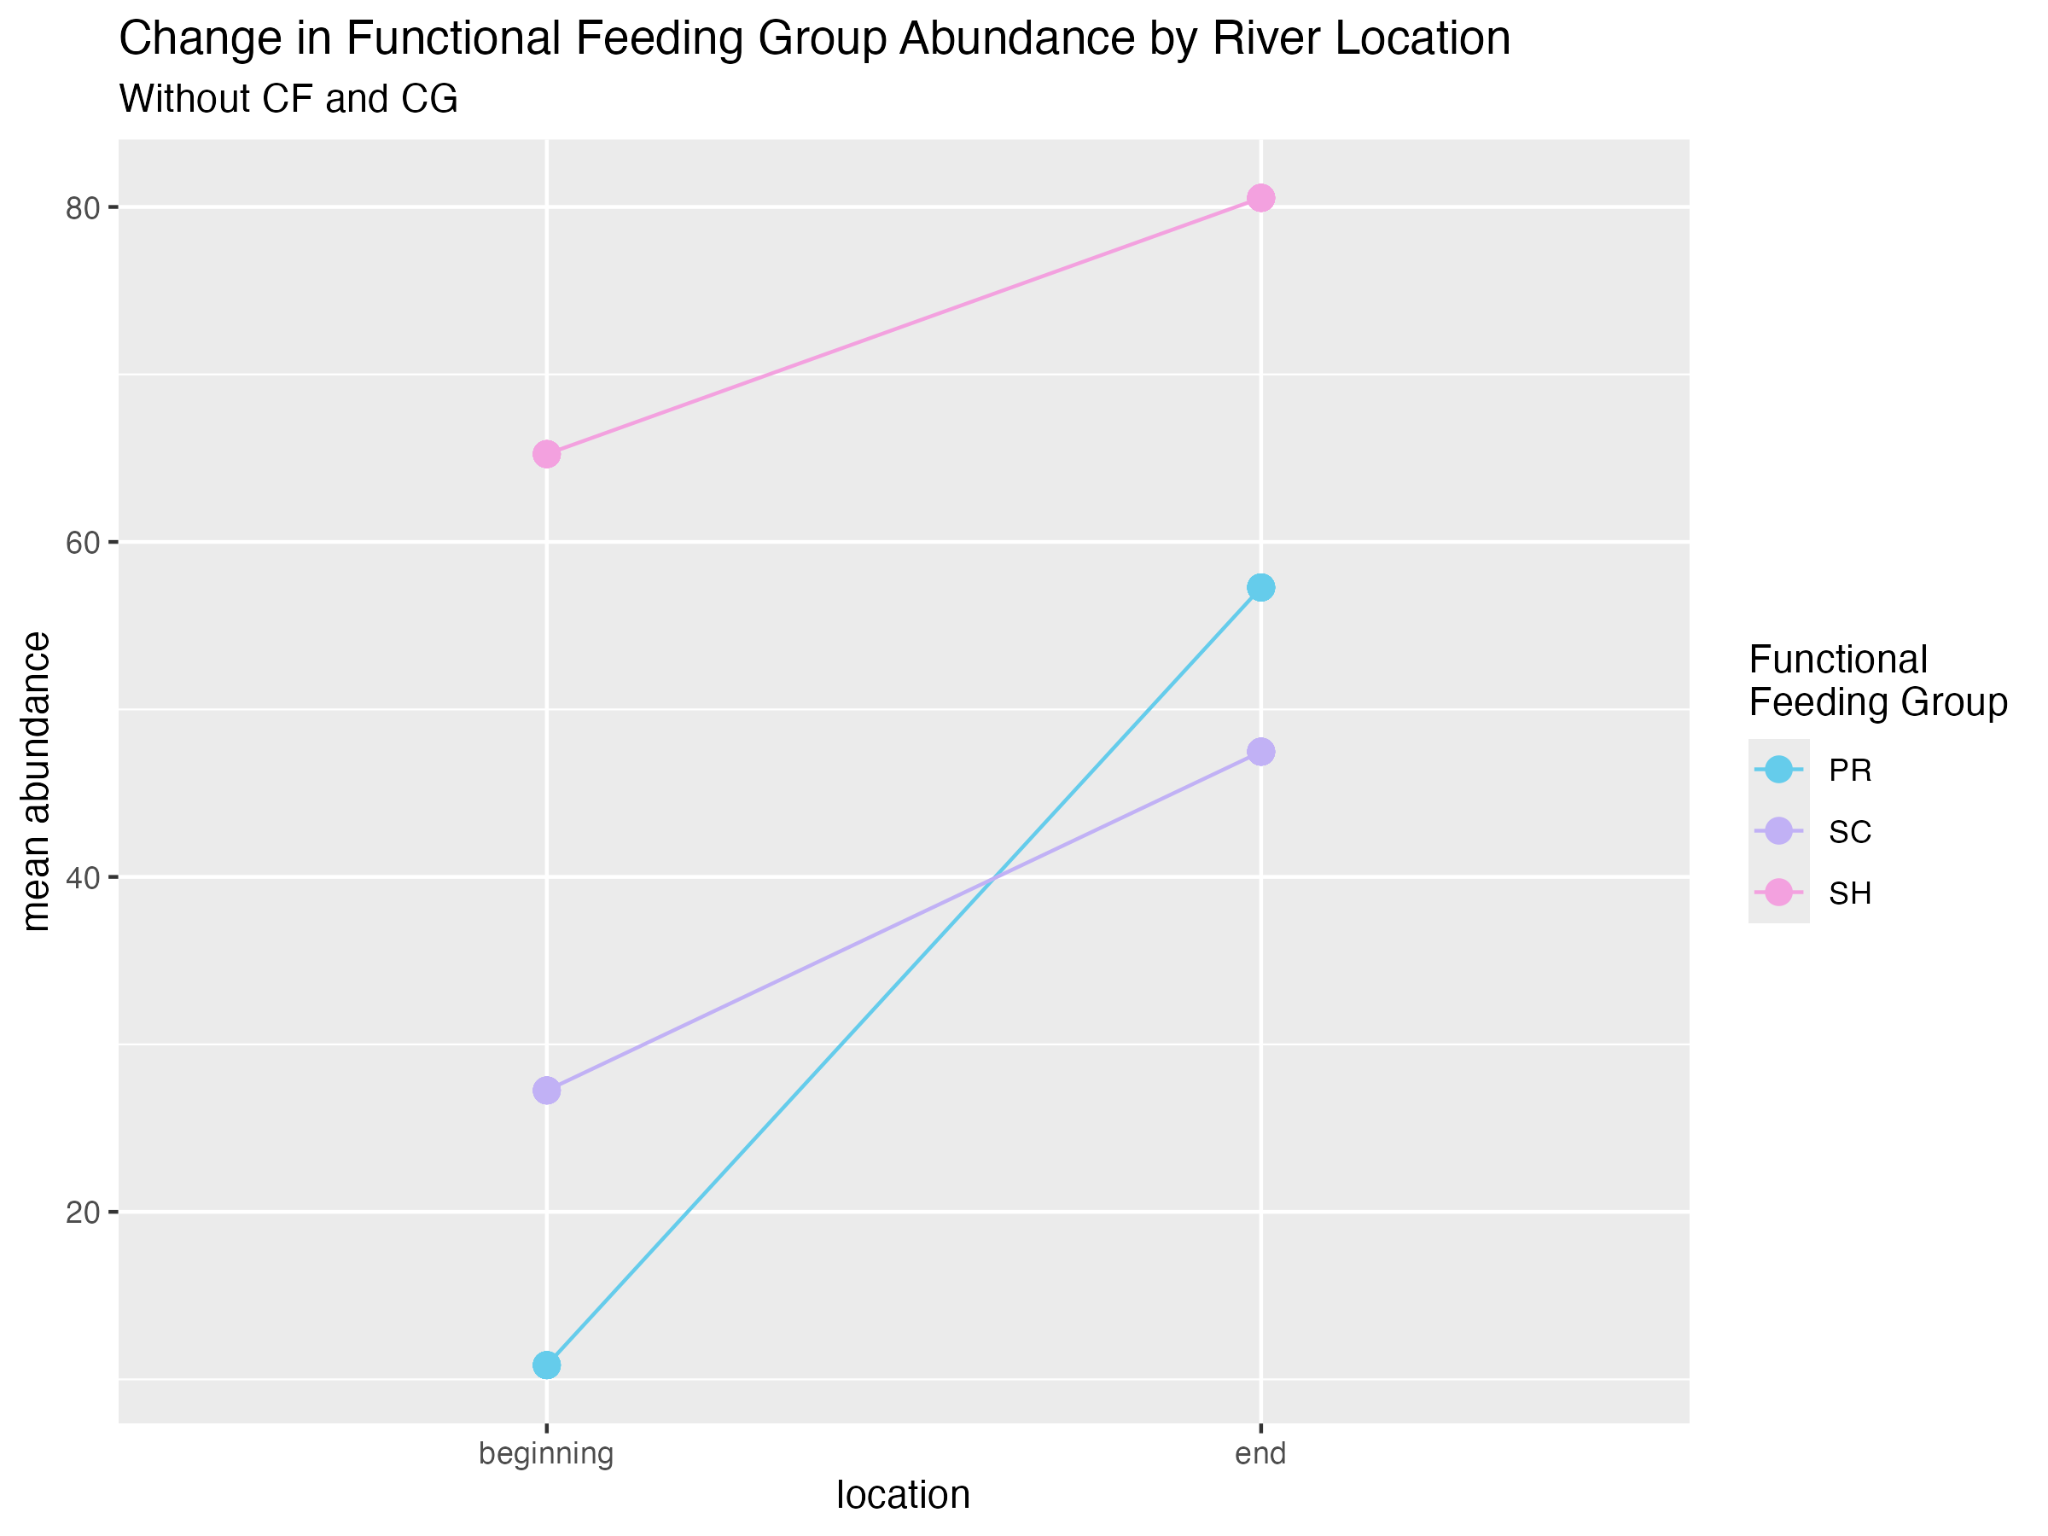 Change in Functional Feeding Group Abundance by River Location
Without CF and CG
mean abundance
80
60
40
20
beginning
end
location
Functional
Feeding Group
PR
SC
SH